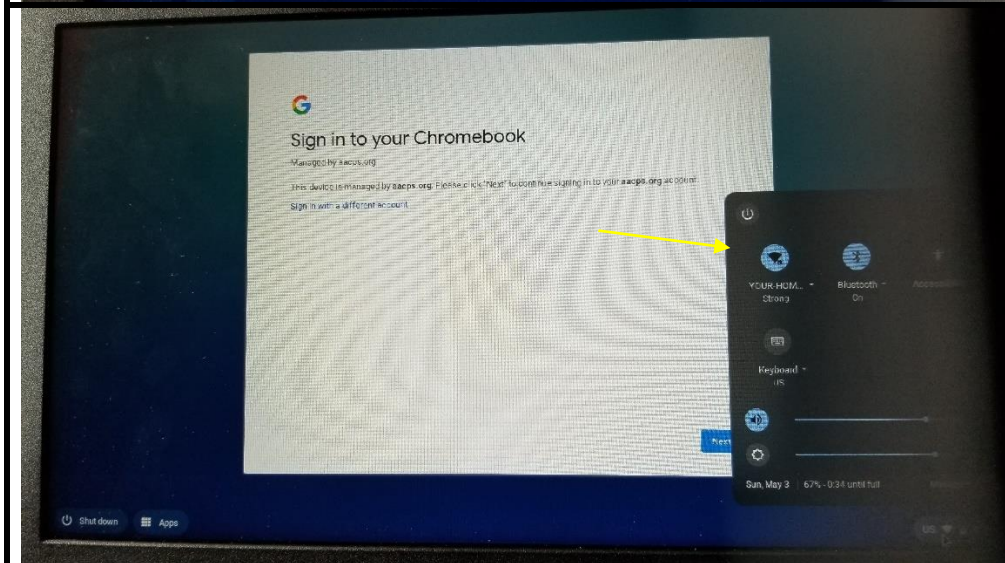 Sign in to your Chromebook
Managed by aacps.org
This device is managed by aacps.org. Please click "Next" to continue signing in to your aacps.org account.
Sign in with a different account
Next
YOUR-HOM...
Strong
Bluetooth
On
Keyboard
US
Sun, May 3 | 67% - 0:34 until full
Shut down
Apps
US